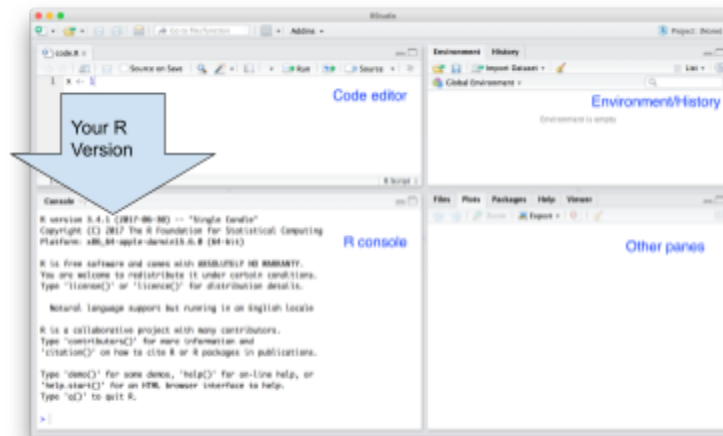 RStudio
Go to file/function
Addins
Project: (None)
code.R
Source on Save
Run
Source
1 x <- 1
Code editor
Your R
Version
R Script
Environment History
Import Dataset
List
Global Environment
Environment/History
Environment is empty
Console
R version 3.4.1 (2017-06-30) -- "Single Candle"
Copyright (C) 2017 The R Foundation for Statistical Computing
Platform: x86_64-apple-darwin15.6.0 (64-bit)
R console
R is free software and comes with ABSOLUTELY NO WARRANTY.
You are welcome to redistribute it under certain conditions.
Type 'license()' or 'licence()' for distribution details.
Natural language support but running in an English locale
R is a collaborative project with many contributors.
Type 'contributors()' for more information and
'citation()' on how to cite R or R packages in publications.
Type 'demo()' for some demos, 'help()' for on-line help, or
'help.start()' for an HTML browser interface to help.
Type 'q()' to quit R.
>
Files Plots Packages Help Viewer
Zoom Export
Other panes